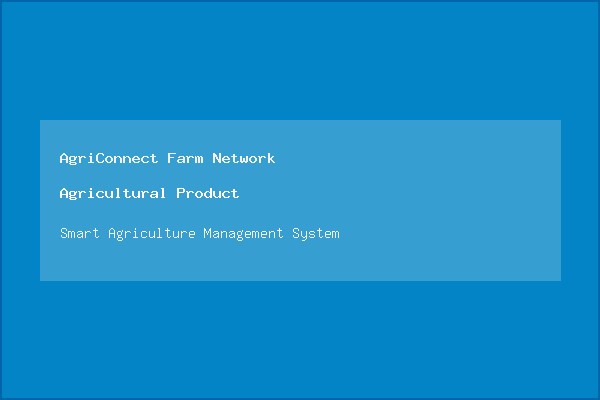 AgriConnect Farm Network
Agricultural Product
Smart Agriculture Management System